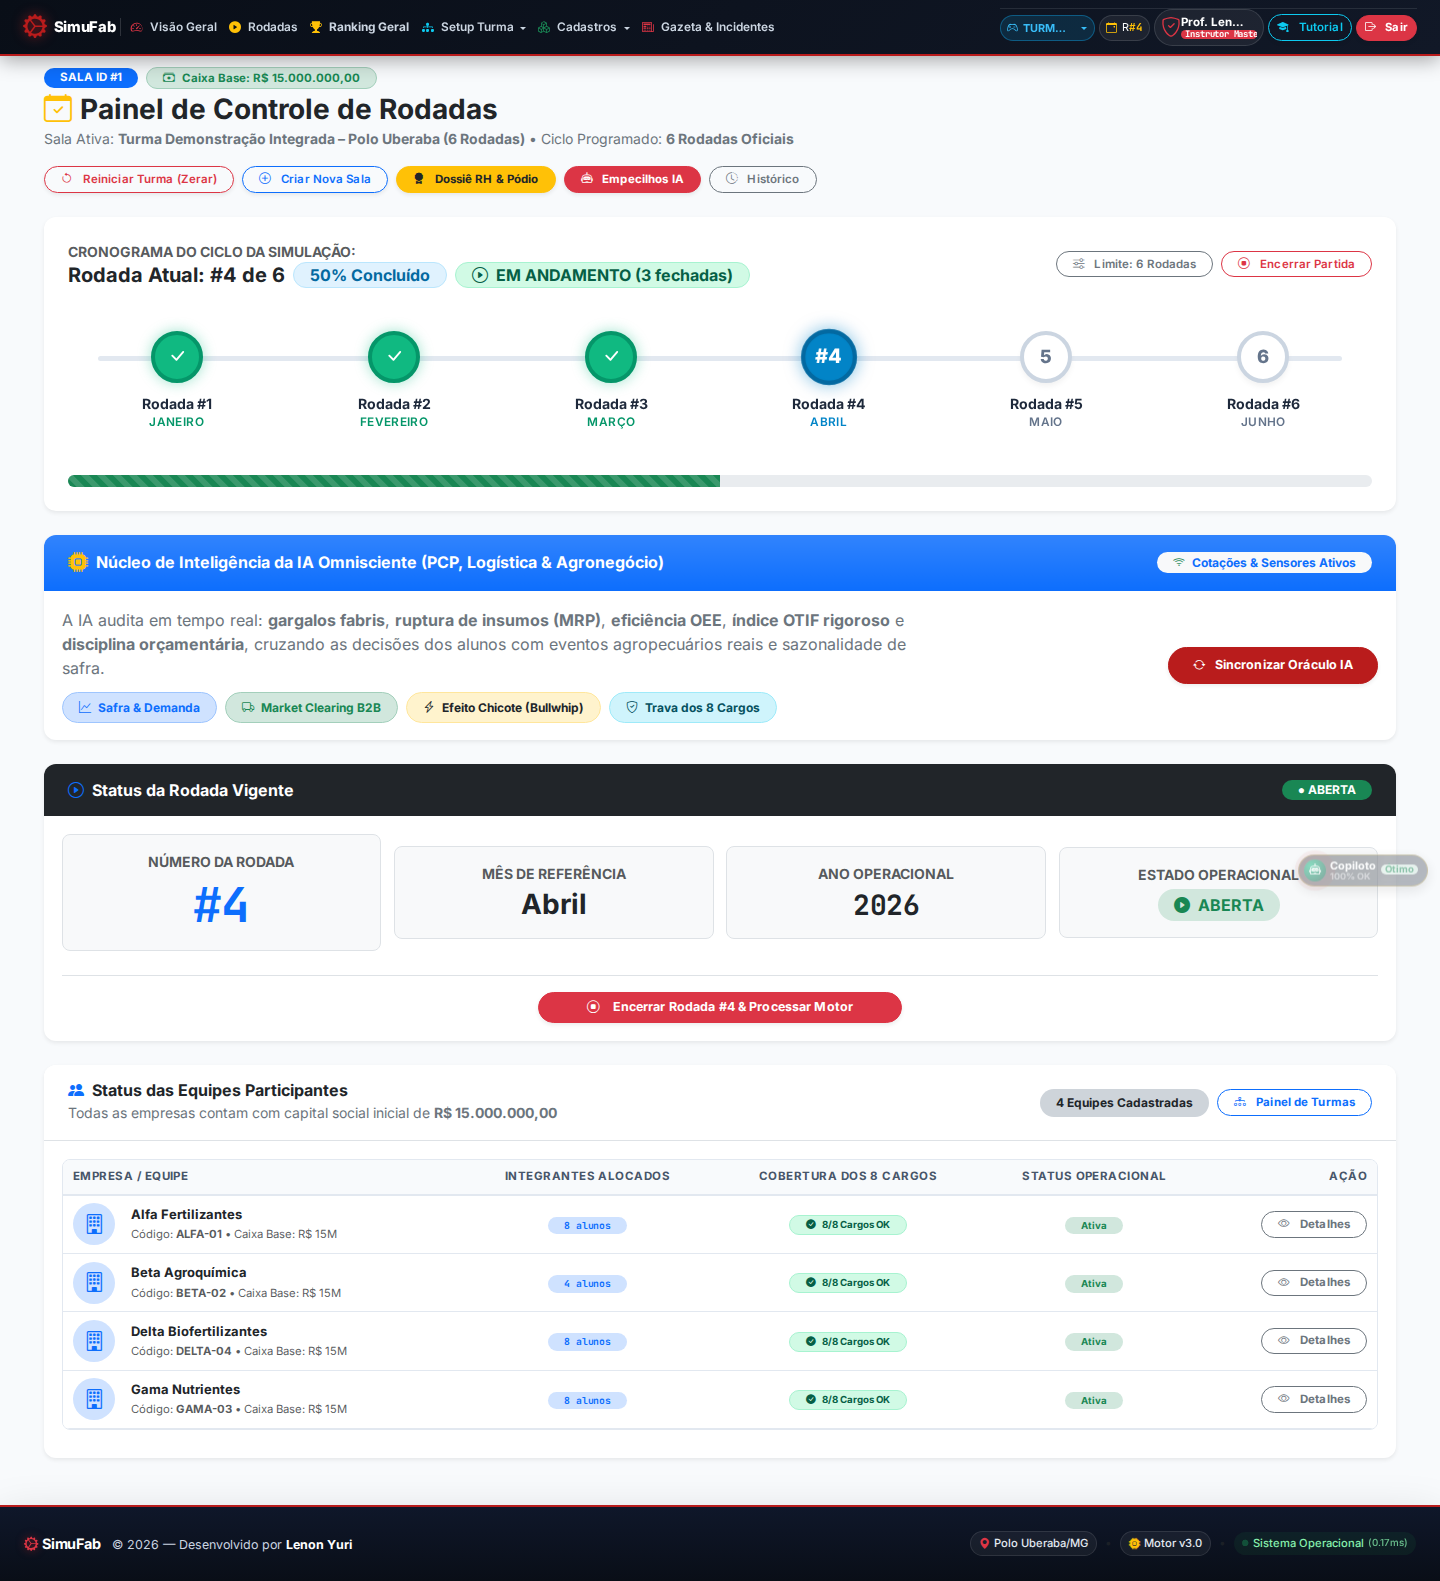 SimuFab
Visão Geral
Rodadas
Ranking Geral
Setup Turma
Cadastros
Gazeta & Incidentes
TURM...
R#4
Prof. Len...
Instrutor Maste
Tutorial
Sair
SALA ID #1
Caixa Base: R$ 15.000.000,00
Painel de Controle de Rodadas
Sala Ativa: Turma Demonstração Integrada – Polo Uberaba (6 Rodadas) • Ciclo Programado: 6 Rodadas Oficiais
Reiniciar Turma (Zerar)
Criar Nova Sala
Dossiê RH & Pódio
Empecilhos IA
Histórico
CRONOGRAMA DO CICLO DA SIMULAÇÃO:
Rodada Atual: #4 de 6
50% Concluído
EM ANDAMENTO (3 fechadas)
Limite: 6 Rodadas
Encerrar Partida
#4
5
6
Rodada #1
Rodada #2
Rodada #3
Rodada #4
Rodada #5
Rodada #6
JANEIRO
FEVEREIRO
MARÇO
ABRIL
MAIO
JUNHO
Núcleo de Inteligência da IA Omnisciente (PCP, Logística & Agronegócio)
Cotações & Sensores Ativos
A IA audita em tempo real: gargalos fabris, ruptura de insumos (MRP), eficiência OEE, índice OTIF rigoroso e
disciplina orçamentária, cruzando as decisões dos alunos com eventos agropecuários reais e sazonalidade de
safra.
Sincronizar Oráculo IA
Safra & Demanda
Market Clearing B2B
Efeito Chicote (Bullwhip)
Trava dos 8 Cargos
Status da Rodada Vigente
● ABERTA
NÚMERO DA RODADA
#4
MÊS DE REFERÊNCIA
Abril
ANO OPERACIONAL
2026
ESTADO OPERACIONAL
ABERTA
Copiloto
100% OK
Ótimo
Encerrar Rodada #4 & Processar Motor
Status das Equipes Participantes
Todas as empresas contam com capital social inicial de R$ 15.000.000,00
4 Equipes Cadastradas
Painel de Turmas
EMPRESA / EQUIPE
INTEGRANTES ALOCADOS
COBERTURA DOS 8 CARGOS
STATUS OPERACIONAL
AÇÃO
Alfa Fertilizantes
Código: ALFA-01 • Caixa Base: R$ 15M
8 alunos
8/8 Cargos OK
Ativa
Detalhes
Beta Agroquímica
Código: BETA-02 • Caixa Base: R$ 15M
4 alunos
8/8 Cargos OK
Ativa
Detalhes
Delta Biofertilizantes
Código: DELTA-04 • Caixa Base: R$ 15M
8 alunos
8/8 Cargos OK
Ativa
Detalhes
Gama Nutrientes
Código: GAMA-03 • Caixa Base: R$ 15M
8 alunos
8/8 Cargos OK
Ativa
Detalhes
SimuFab
© 2026 — Desenvolvido por Lenon Yuri
Polo Uberaba/MG
Motor v3.0
Sistema Operacional (0.17ms)